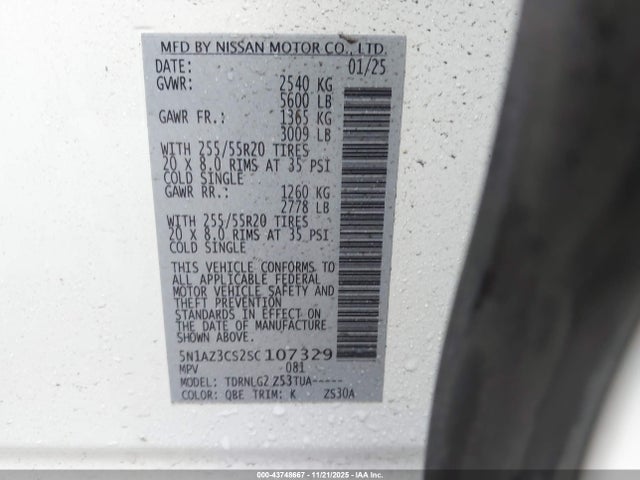 MFD BY NISSAN MOTOR CO., LTD.
DATE: 01/25
GVWR: 2540 KG
5600 LB
GAWR FR.: 1365 KG
3009 LB
WITH 255/55R20 TIRES
20 X 8.0 RIMS AT 35 PSI
COLD SINGLE
GAWR RR.: 1260 KG
2778 LB
WITH 255/55R20 TIRES
20 X 8.0 RIMS AT 35 PSI
COLD SINGLE
THIS VEHICLE CONFORMS TO
ALL APPLICABLE FEDERAL
MOTOR VEHICLE SAFETY AND
THEFT PREVENTION
STANDARDS IN EFFECT ON
THE DATE OF MANUFACTURE
SHOWN ABOVE.
5N1AZ3CS2SC107329
MPV 081
MODEL: TDRNLG2 Z53TUA-----
COLOR: QBE TRIM: K ZS30A
000-43748667 - 11/21/2025 - IAA Inc.